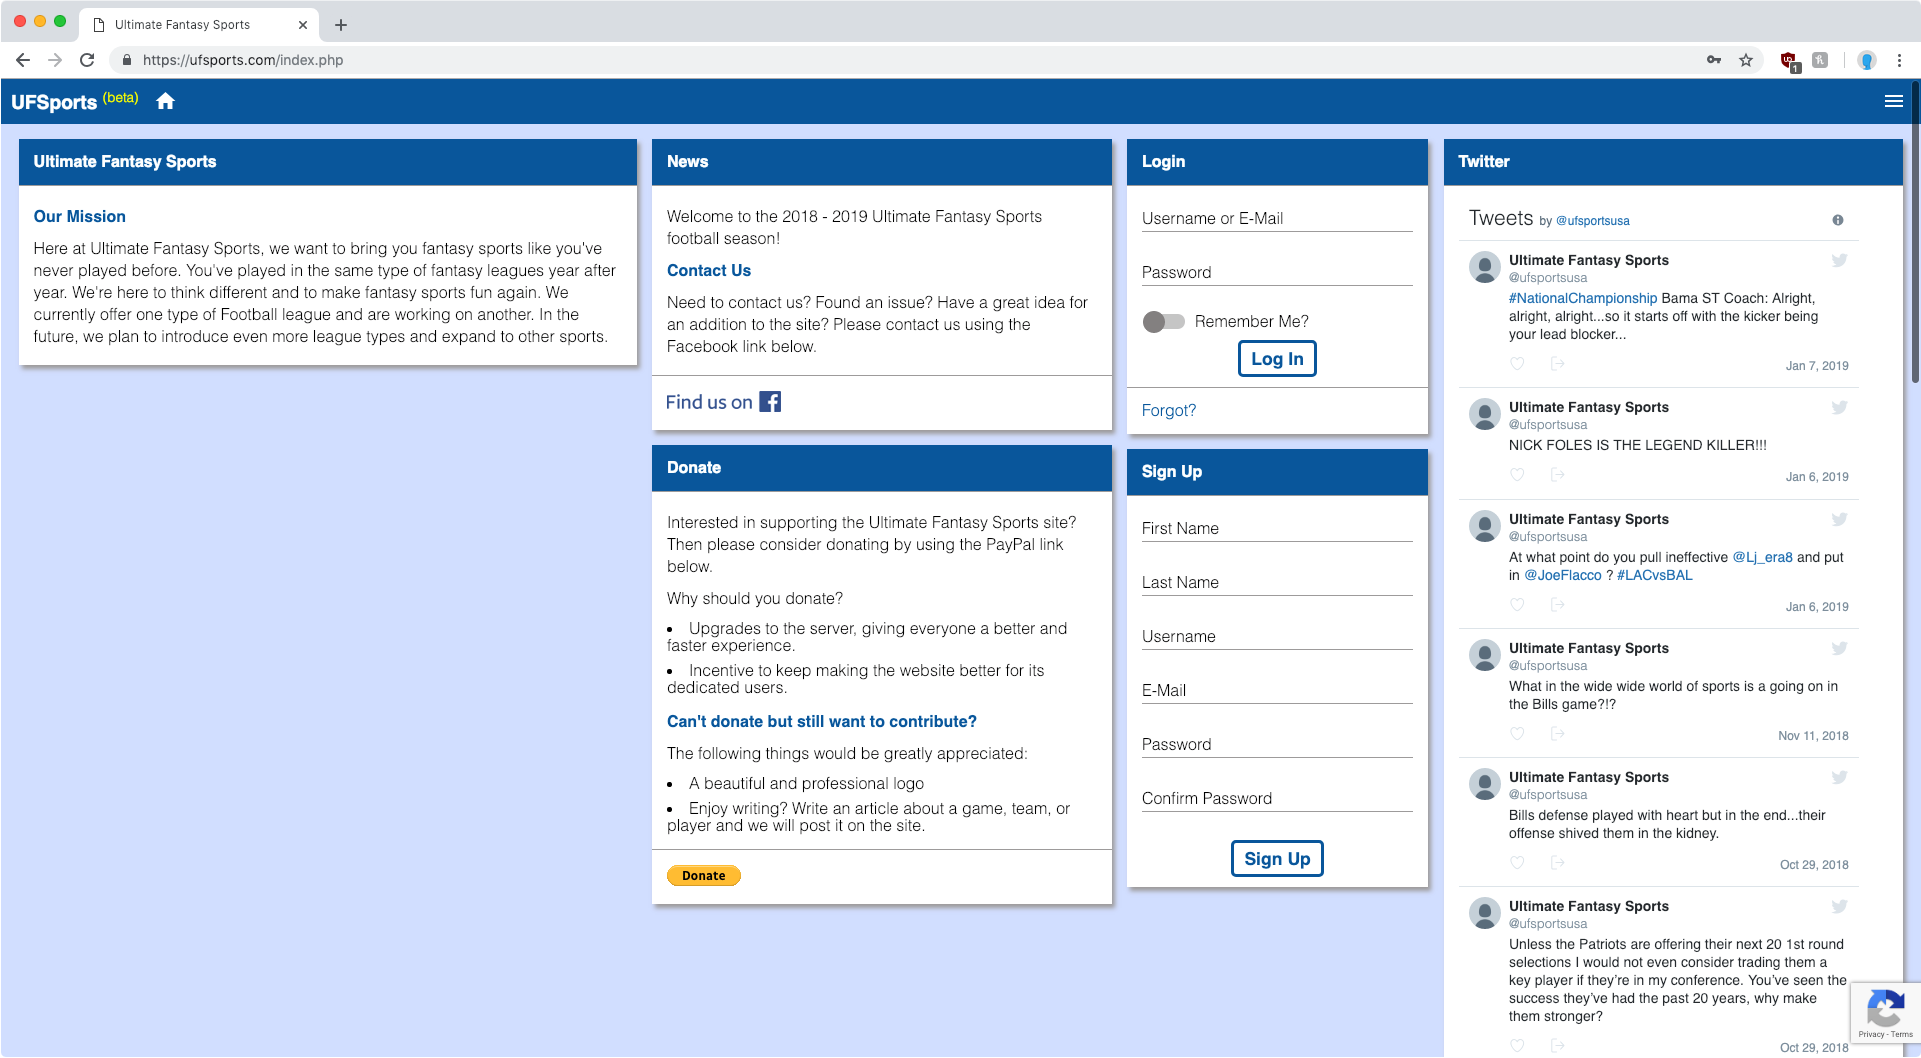 Ultimate Fantasy Sports
https://ufsports.com/index.php
1
UFSports (beta)
Ultimate Fantasy Sports
Our Mission
Here at Ultimate Fantasy Sports, we want to bring you fantasy sports like you've
never played before. You've played in the same type of fantasy leagues year after
year. We're here to think different and to make fantasy sports fun again. We
currently offer one type of Football league and are working on another. In the
future, we plan to introduce even more league types and expand to other sports.
News
Welcome to the 2018 - 2019 Ultimate Fantasy Sports
football season!
Contact Us
Need to contact us? Found an issue? Have a great idea for
an addition to the site? Please contact us using the
Facebook link below.
Find us on f
Donate
Interested in supporting the Ultimate Fantasy Sports site?
Then please consider donating by using the PayPal link
below.
Why should you donate?
• Upgrades to the server, giving everyone a better and
faster experience.
• Incentive to keep making the website better for its
dedicated users.
Can't donate but still want to contribute?
The following things would be greatly appreciated:
• A beautiful and professional logo
• Enjoy writing? Write an article about a game, team, or
player and we will post it on the site.
Donate
Login
Username or E-Mail
Password
Remember Me?
Log In
Forgot?
Sign Up
First Name
Last Name
Username
E-Mail
Password
Confirm Password
Sign Up
Twitter
Tweets by @ufsportsusa
Ultimate Fantasy Sports
@ufsportsusa
#NationalChampionship Bama ST Coach: Alright,
alright, alright...so it starts off with the kicker being
your lead blocker...
Jan 7, 2019
Ultimate Fantasy Sports
@ufsportsusa
NICK FOLES IS THE LEGEND KILLER!!!
Jan 6, 2019
Ultimate Fantasy Sports
@ufsportsusa
At what point do you pull ineffective @Lj_era8 and put
in @JoeFlacco ? #LACvsBAL
Jan 6, 2019
Ultimate Fantasy Sports
@ufsportsusa
What in the wide wide world of sports is a going on in
the Bills game?!?
Nov 11, 2018
Ultimate Fantasy Sports
@ufsportsusa
Bills defense played with heart but in the end...their
offense shived them in the kidney.
Oct 29, 2018
Ultimate Fantasy Sports
@ufsportsusa
Unless the Patriots are offering their next 20 1st round
selections I would not even consider trading them a
key player if they're in my conference. You've seen the
success they've had the past 20 years, why make
them stronger?
Oct 29, 2018
Privacy - Terms